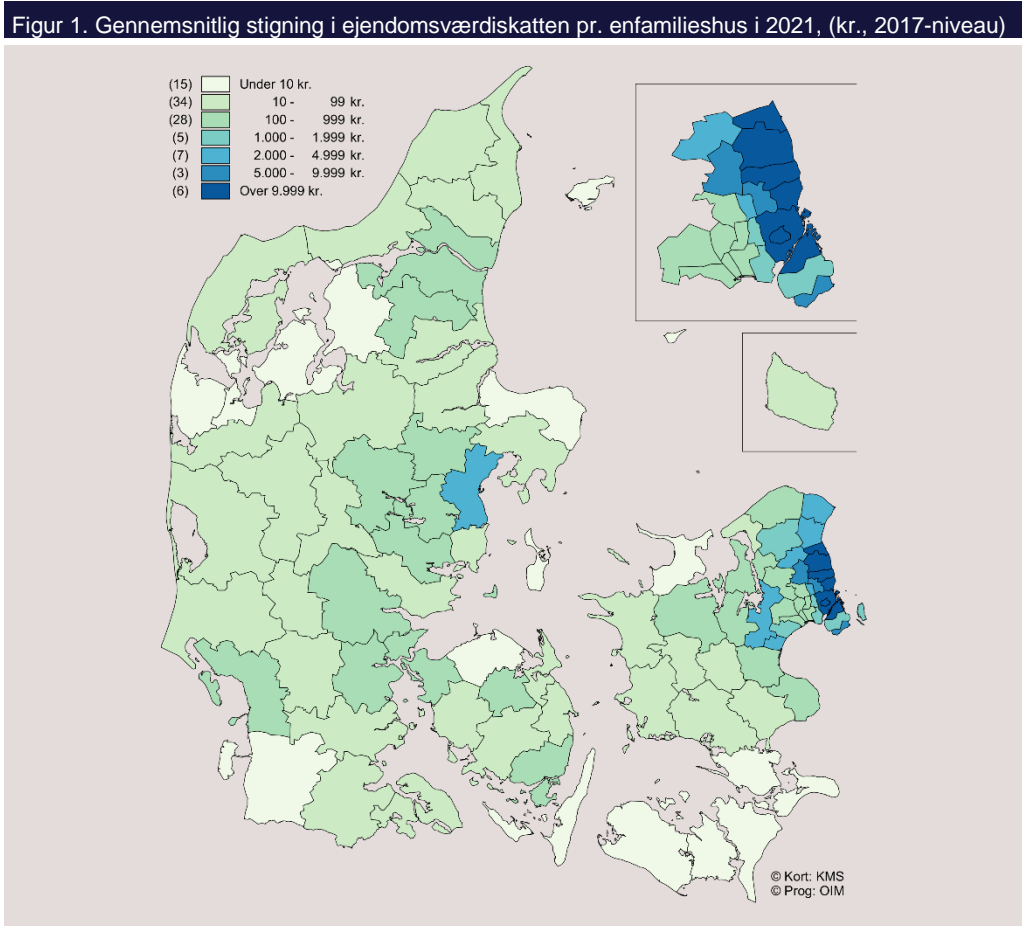 Figur 1. Gennemsnitlig stigning i ejendomsværdiskatten pr. enfamilieshus i 2021, (kr., 2017-niveau)
(15) Under 10 kr.
(34) 10 - 99 kr.
(28) 100 - 999 kr.
(5) 1.000 - 1.999 kr.
(7) 2.000 - 4.999 kr.
(3) 5.000 - 9.999 kr.
(6) Over 9.999 kr.
© Kort: KMS
© Prog: OIM